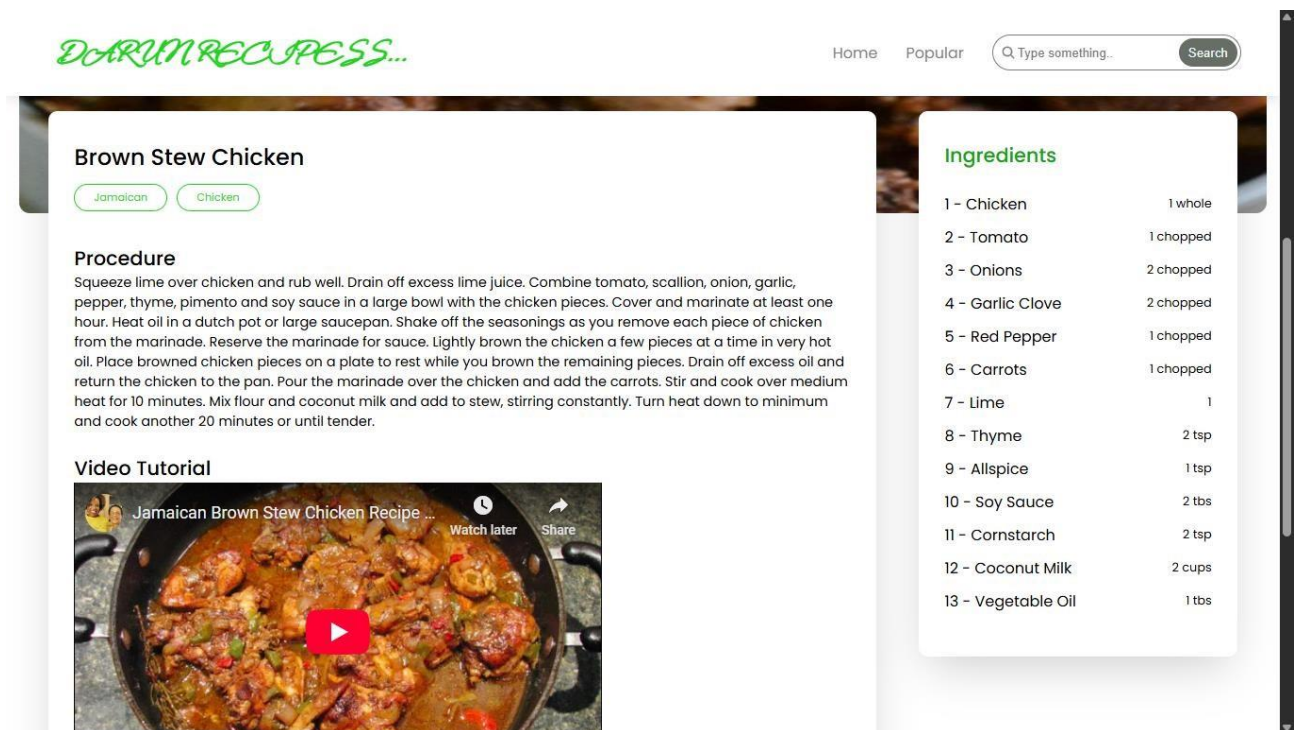 DARUN RECIPESS...
Home
Popular
Type something..
Search
Brown Stew Chicken
Jamaican
Chicken
Procedure
Squeeze lime over chicken and rub well. Drain off excess lime juice. Combine tomato, scallion, onion, garlic,
pepper, thyme, pimento and soy sauce in a large bowl with the chicken pieces. Cover and marinate at least one
hour. Heat oil in a dutch pot or large saucepan. Shake off the seasonings as you remove each piece of chicken
from the marinade. Reserve the marinade for sauce. Lightly brown the chicken a few pieces at a time in very hot
oil. Place browned chicken pieces on a plate to rest while you brown the remaining pieces. Drain off excess oil and
return the chicken to the pan. Pour the marinade over the chicken and add the carrots. Stir and cook over medium
heat for 10 minutes. Mix flour and coconut milk and add to stew, stirring constantly. Turn heat down to minimum
and cook another 20 minutes or until tender.
Video Tutorial
Jamaican Brown Stew Chicken Recipe ...
Watch later
Share
Ingredients
1 - Chicken 1 whole
2 - Tomato 1 chopped
3 - Onions 2 chopped
4 - Garlic Clove 2 chopped
5 - Red Pepper 1 chopped
6 - Carrots 1 chopped
7 - Lime 1
8 - Thyme 2 tsp
9 - Allspice 1 tsp
10 - Soy Sauce 2 tbs
11 - Cornstarch 2 tsp
12 - Coconut Milk 2 cups
13 - Vegetable Oil 1 tbs